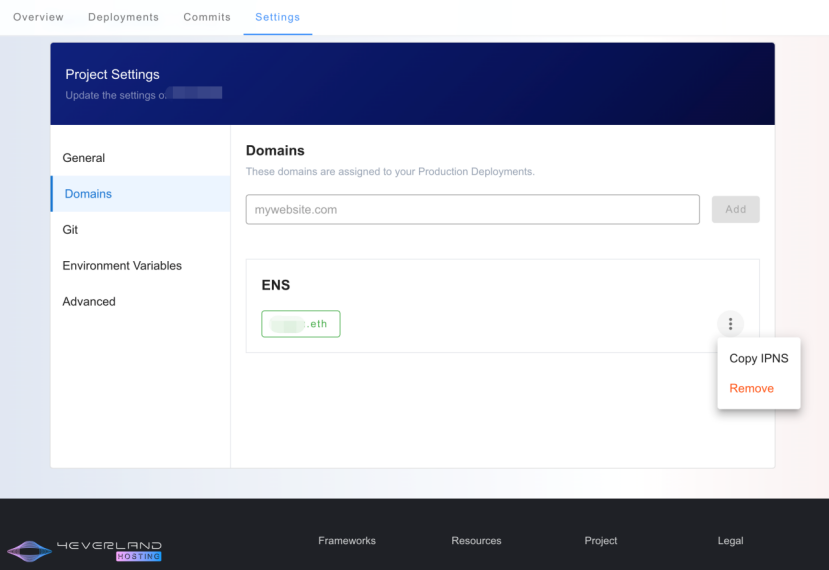 Overview Deployments Commits Settings
Project Settings
Update the settings o
General
Domains
Git
Environment Variables
Advanced
Domains
These domains are assigned to your Production Deployments.
mywebsite.com Add
ENS
.eth
Copy IPNS
Remove
4EVERLAND
HOSTING
Frameworks Resources Project Legal